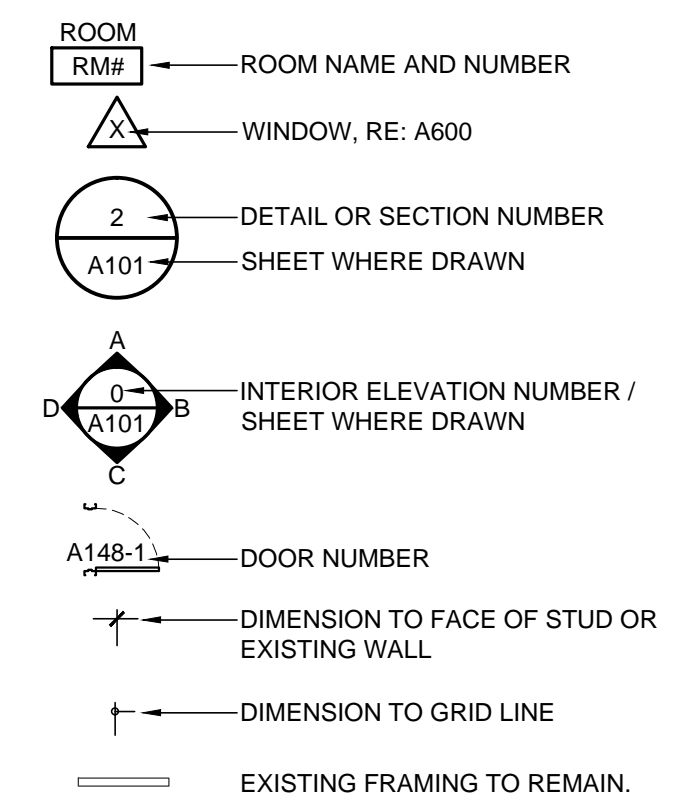 ROOM
RM# ROOM NAME AND NUMBER
X WINDOW, RE: A600
2 DETAIL OR SECTION NUMBER
A101 SHEET WHERE DRAWN
A
0 INTERIOR ELEVATION NUMBER /
D B
A101 SHEET WHERE DRAWN
C
A148-1 DOOR NUMBER
DIMENSION TO FACE OF STUD OR
EXISTING WALL
DIMENSION TO GRID LINE
EXISTING FRAMING TO REMAIN.